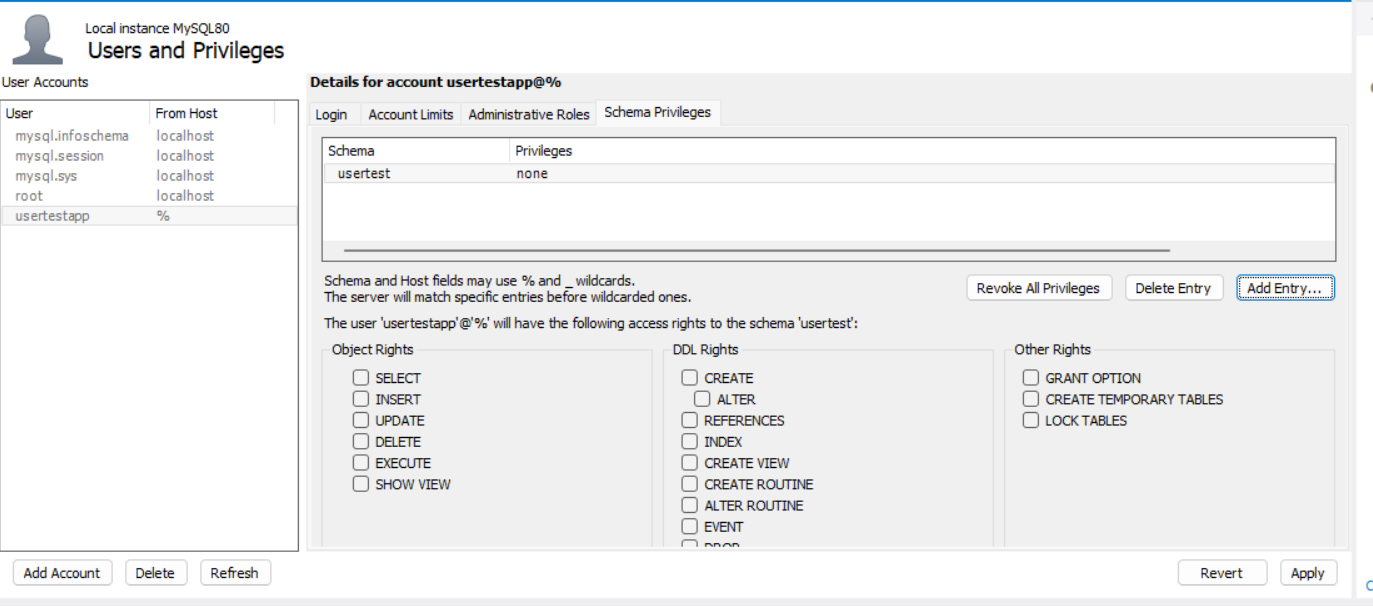 Local instance MySQL80
Users and Privileges
User Accounts
User From Host
mysql.infoschema localhost
mysql.session localhost
mysql.sys localhost
root localhost
usertestapp %
Add Account Delete Refresh
Details for account usertestapp@%
Login Account Limits Administrative Roles Schema Privileges
Schema Privileges
usertest none
Schema and Host fields may use % and _ wildcards.
The server will match specific entries before wildcarded ones.
Revoke All Privileges Delete Entry Add Entry...
The user 'usertestapp'@'%' will have the following access rights to the schema 'usertest':
Object Rights
SELECT
INSERT
UPDATE
DELETE
EXECUTE
SHOW VIEW
DDL Rights
CREATE
ALTER
REFERENCES
INDEX
CREATE VIEW
CREATE ROUTINE
ALTER ROUTINE
EVENT
DROP
Other Rights
GRANT OPTION
CREATE TEMPORARY TABLES
LOCK TABLES
Revert Apply